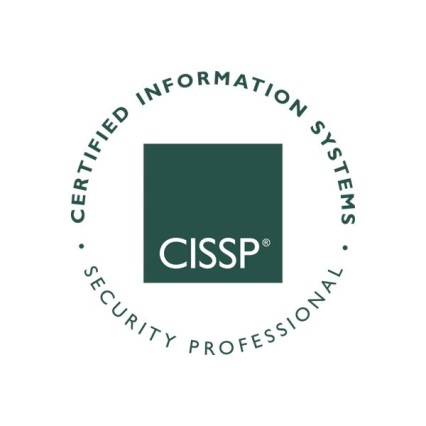 CERTIFIED INFORMATION SYSTEMS
CISSP®
• SECURITY PROFESSIONAL •